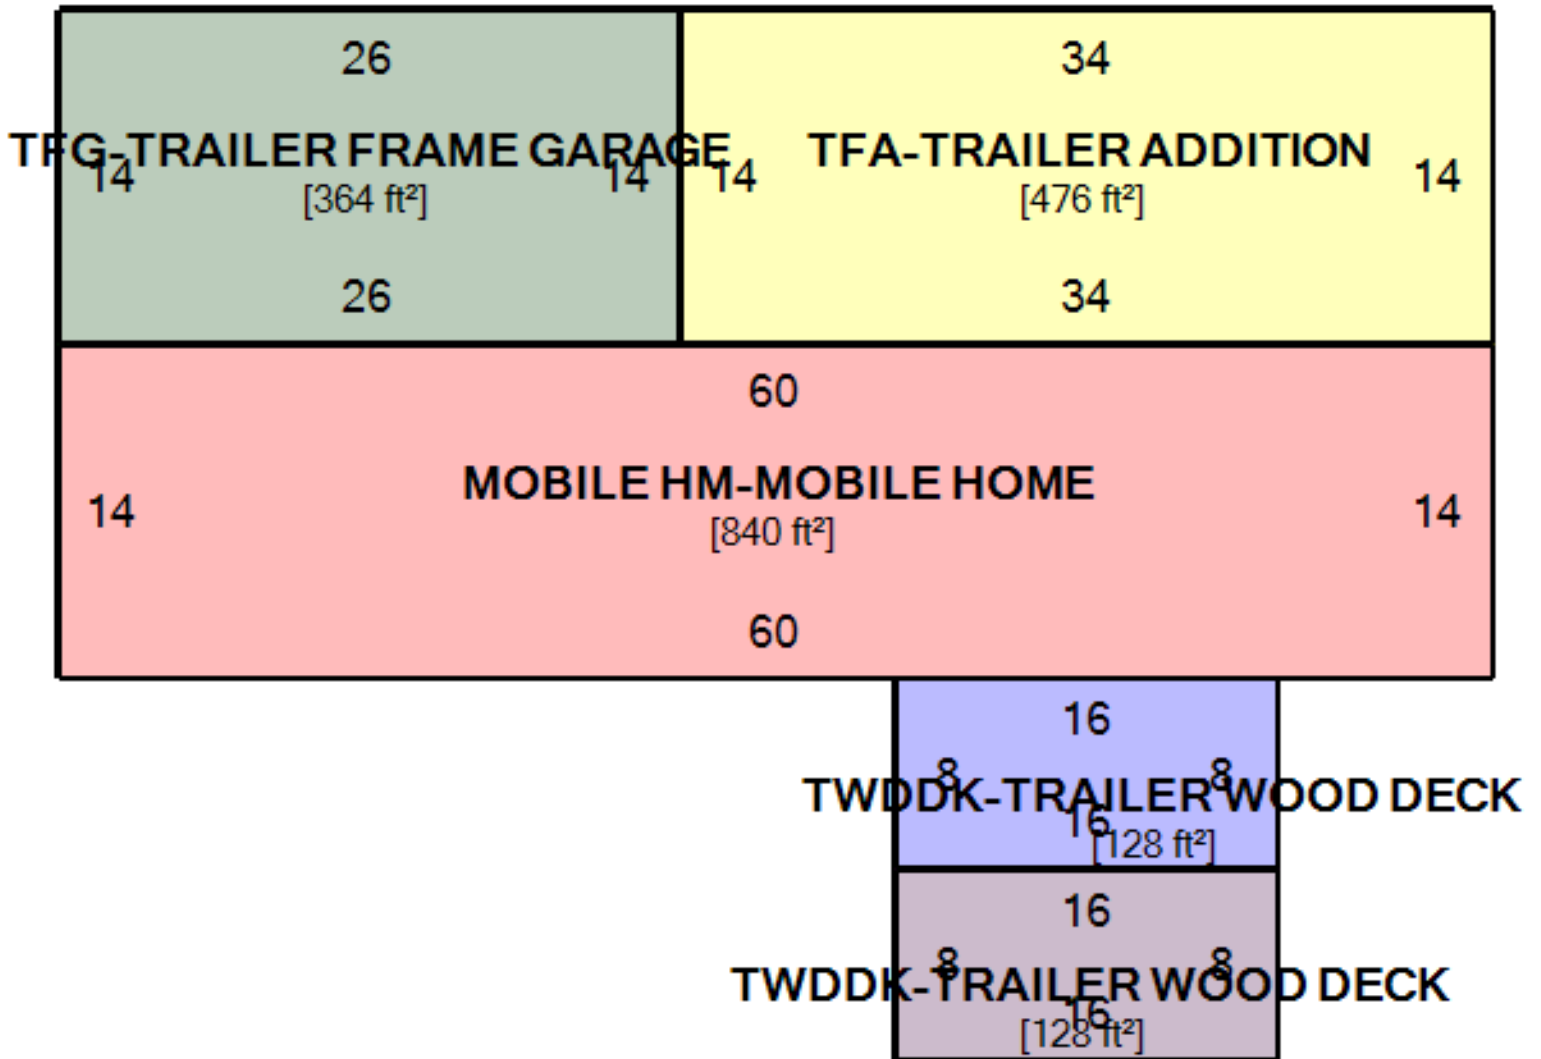 26 34
TFG-TRAILER FRAME GARAGE TFA-TRAILER ADDITION
14 14 14 14
[364 ft²] [476 ft²]
26 34
60
MOBILE HM-MOBILE HOME
14 14
[840 ft²]
60
16
8 8
TWDDK-TRAILER WOOD DECK
16
[128 ft²]
16
8 8
TWDDK-TRAILER WOOD DECK
16
[128 ft²]